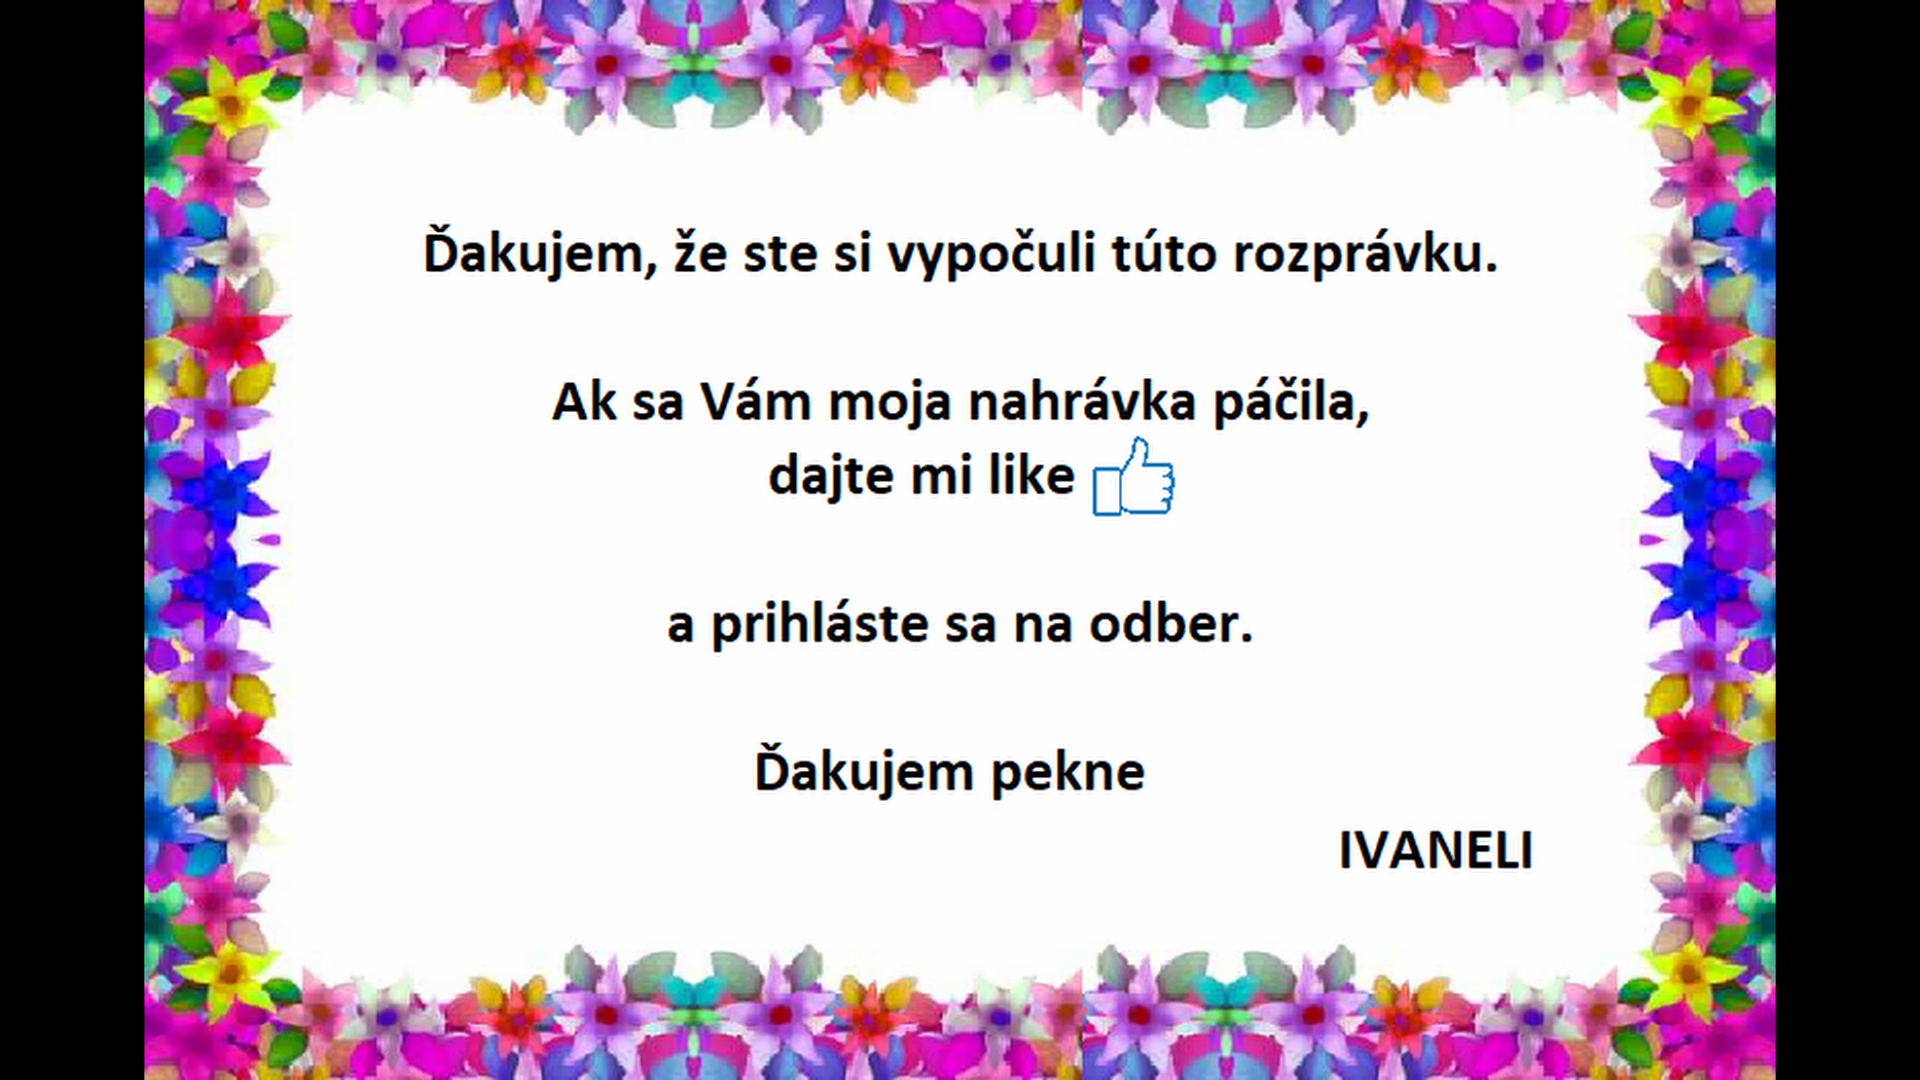 Ďakujem, že ste si vypočuli túto rozprávku.
Ak sa Vám moja nahrávka páčila,
dajte mi like
a prihláste sa na odber.
Ďakujem pekne
IVANELI